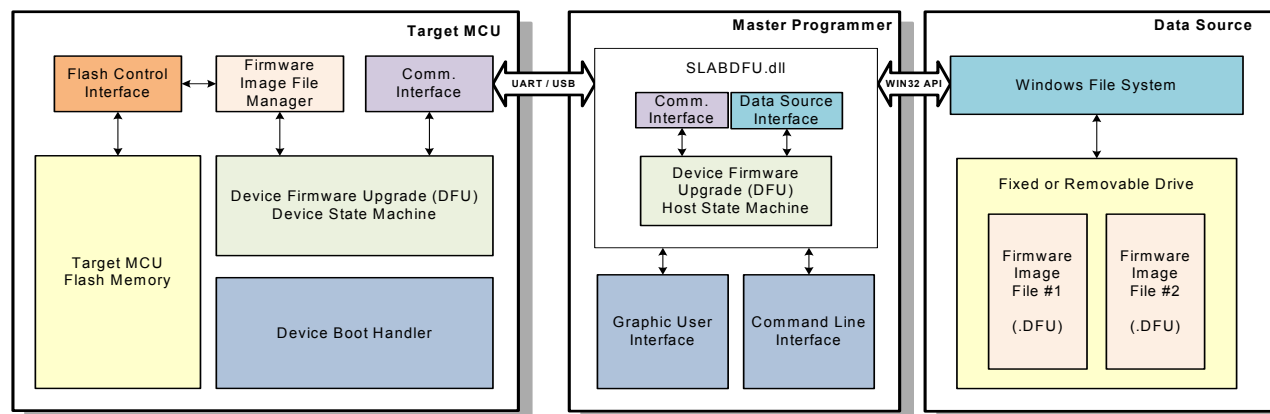 Target MCU
Flash Control
Interface
Firmware
Image File
Manager
Comm.
Interface
Target MCU
Flash Memory
Device Firmware Upgrade (DFU)
Device State Machine
Device Boot Handler
UART / USB
Master Programmer
SLABDFU.dll
Comm.
Interface
Data Source
Interface
Device Firmware
Upgrade (DFU)
Host State Machine
Graphic User
Interface
Command Line
Interface
WIN32 API
Data Source
Windows File System
Fixed or Removable Drive
Firmware
Image
File #1
(.DFU)
Firmware
Image
File #2
(.DFU)